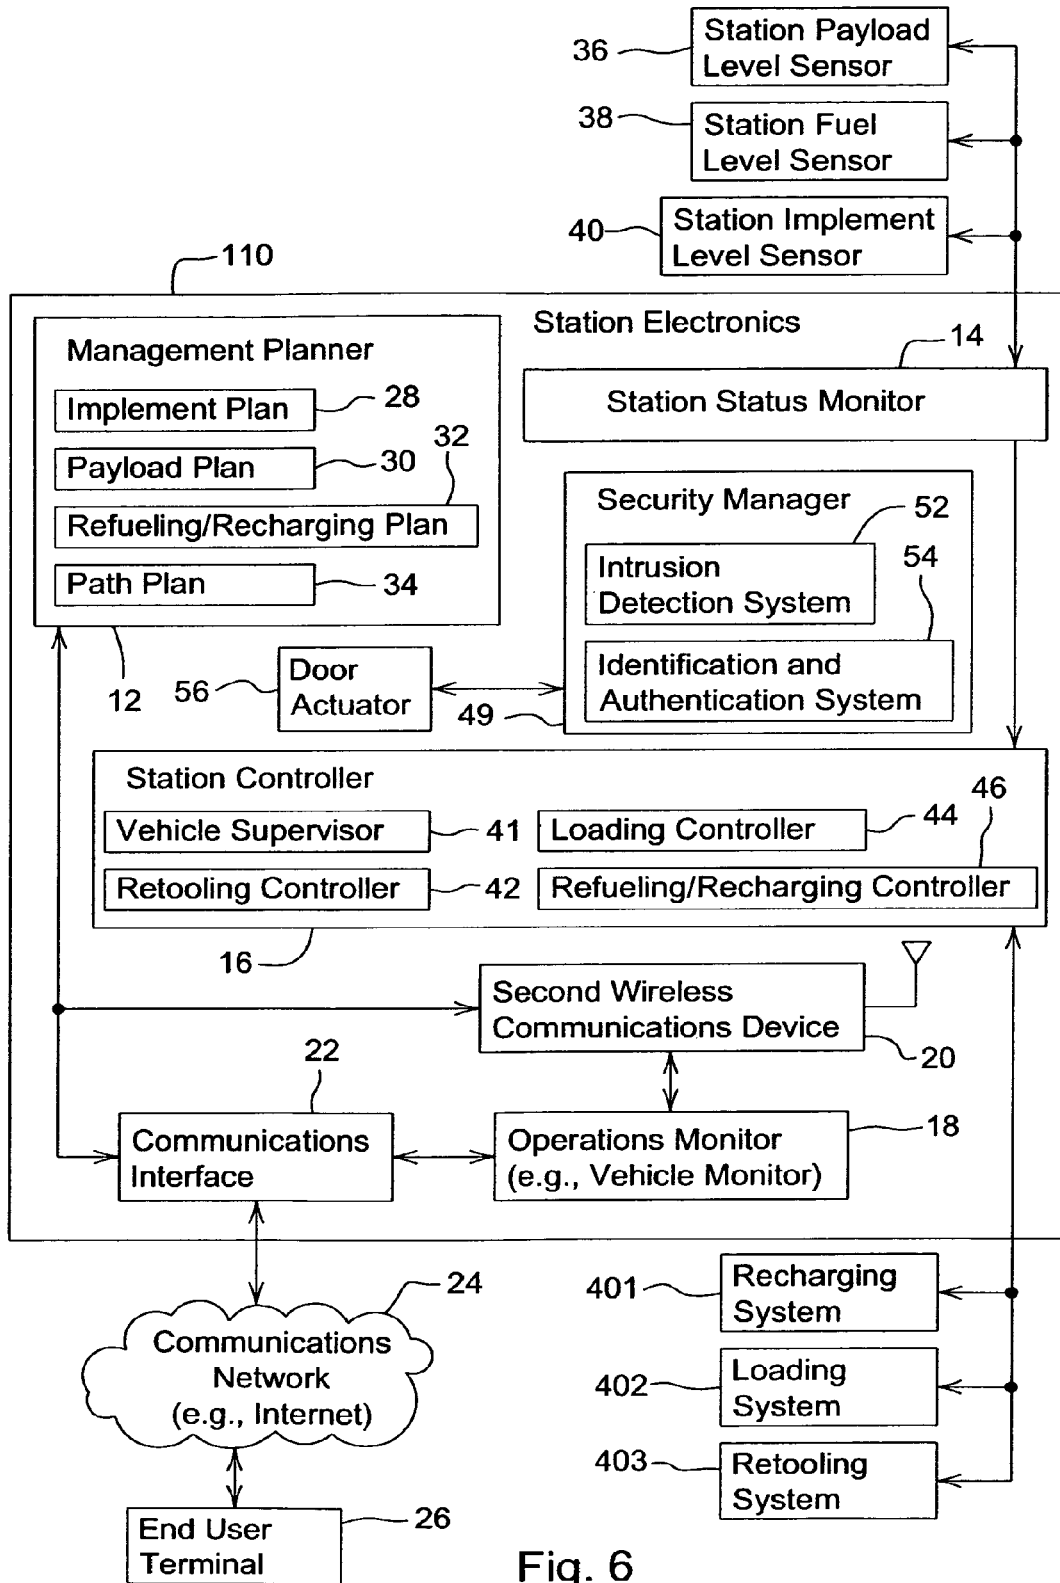 36
Station Payload
Level Sensor
38
Station Fuel
Level Sensor
40
Station Implement
Level Sensor
110
Station Electronics
Management Planner
Implement Plan
28
Payload Plan
30
32
Refueling/Recharging Plan
Path Plan
34
12
14
Station Status Monitor
Security Manager
52
Intrusion
Detection System
54
Identification and
Authentication System
49
56
Door
Actuator
Station Controller
46
Vehicle Supervisor
41
Loading Controller
44
Retooling Controller
42
Refueling/Recharging Controller
16
Second Wireless
Communications Device
20
22
Communications
Interface
Operations Monitor
(e.g., Vehicle Monitor)
18
24
Communications
Network
(e.g., Internet)
401
Recharging
System
402
Loading
System
403
Retooling
System
End User
Terminal
26
Fig. 6